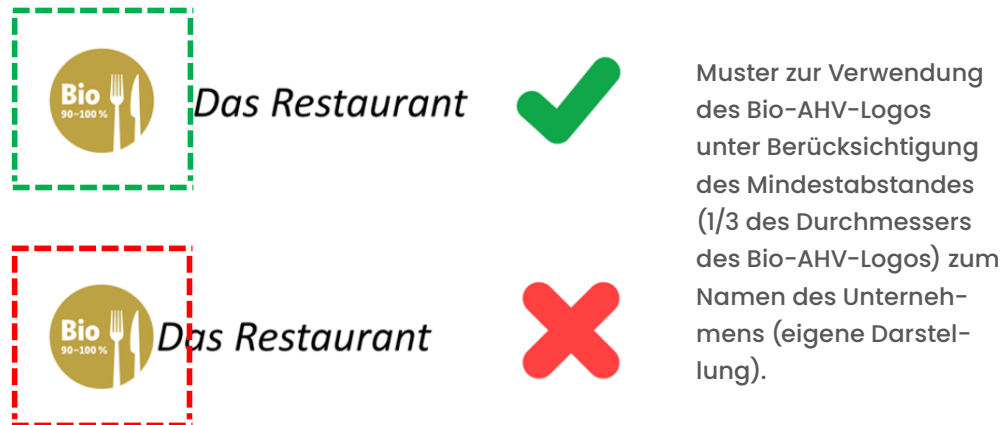 Bio
90–100 %
Das Restaurant
Muster zur Verwendung
des Bio-AHV-Logos
unter Berücksichtigung
des Mindestabstandes
(1/3 des Durchmessers
des Bio-AHV-Logos) zum
Namen des Unterneh-
mens (eigene Darstel-
lung).
Bio
90–100 %
Das Restaurant